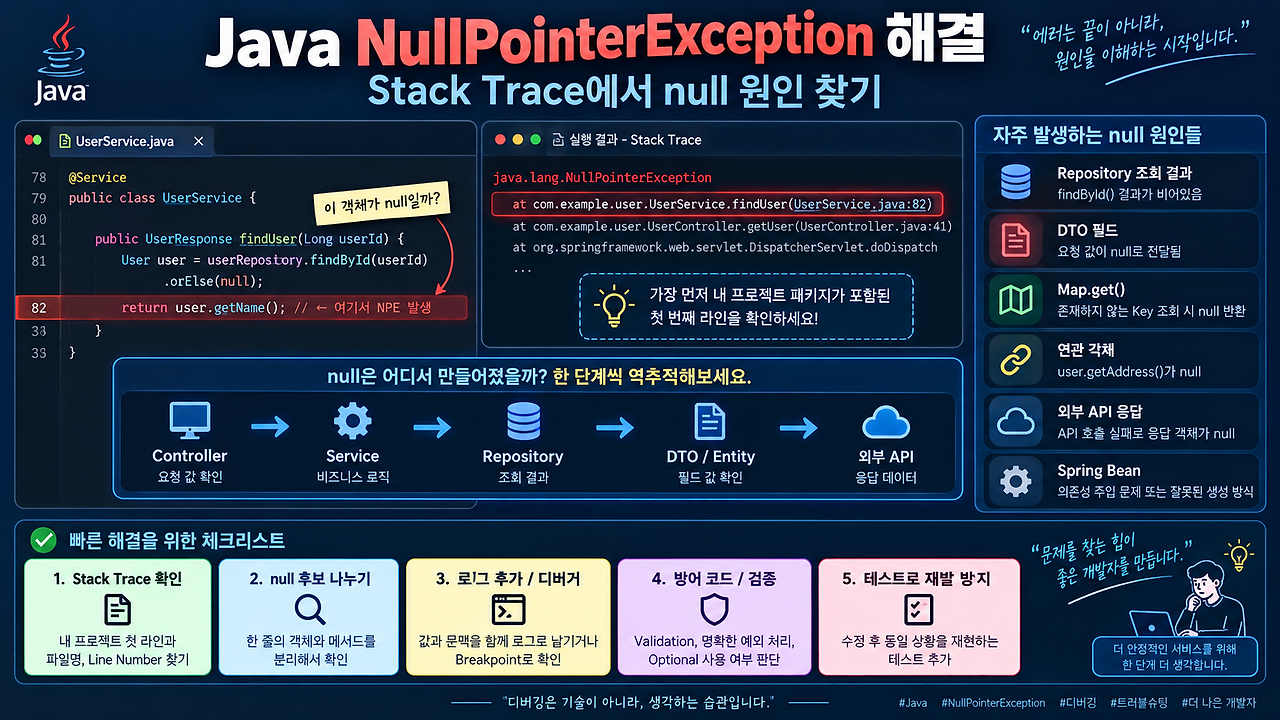 Java
Java NullPointerException 해결
Stack Trace에서 null 원인 찾기
"에러는 끝이 아니라,
원인을 이해하는 시작입니다."
UserService.java
78 @Service
79 public class UserService {
80
81 public UserResponse findUser(Long userId) {
81 User user = userRepository.findById(userId)
.orElse(null);
82 return user.getName(); // ← 여기서 NPE 발생
33 }
33 }
이 객체가 null일까?
실행 결과 - Stack Trace
java.lang.NullPointerException
at com.example.user.UserService.findUser(UserService.java:82)
at com.example.user.UserController.getUser(UserController.java:41)
at org.springframework.web.servlet.DispatcherServlet.doDispatch
...
가장 먼저 내 프로젝트 패키지가 포함된
첫 번째 라인을 확인하세요!
자주 발생하는 null 원인들
Repository 조회 결과
findById() 결과가 비어있음
DTO 필드
요청 값이 null로 전달됨
Map.get()
존재하지 않는 Key 조회 시 null 반환
연관 각채
user.getAddress()가 null
외부 API 응답
API 호출 실패로 응답 객체가 null
Spring Bean
의존성 주입 문제 또는 잘못된 생성 방식
null은 어디서 만들어졌을까? 한 단계씩 역추적해보세요.
Controller
요청 값 확인
Service
비즈니스 로직
Repository
조회 결과
DTO / Entity
필드 값 확인
외부 API
응답 데이터
빠른 해결을 위한 체크리스트
1. Stack Trace 확인
내 프로젝트 첫 라인과
파일명, Line Number 찾기
2. null 후보 나누기
한 줄의 객체와 메서드를
분리해서 확인
3. 로그 추가 / 디버거
값과 문맥을 함께 로그로 남기거나
Breakpoint로 확인
4. 방어 코드 / 검증
Validation, 명확한 예외 처리,
Optional 사용 여부 판단
5. 테스트로 재발 방지
수정 후 동일 상황을 재현하는
테스트 추가
"문제를 찾는 힘이
좋은 개발자를 만듭니다."
더 안정적인 서비스를 위해
한 단계 더 생각합니다.
"디버깅은 기술이 아니라, 생각하는 습관입니다."
#Java #NullPointerException #디버깅 #트러블슈팅 #더 나은 개발자